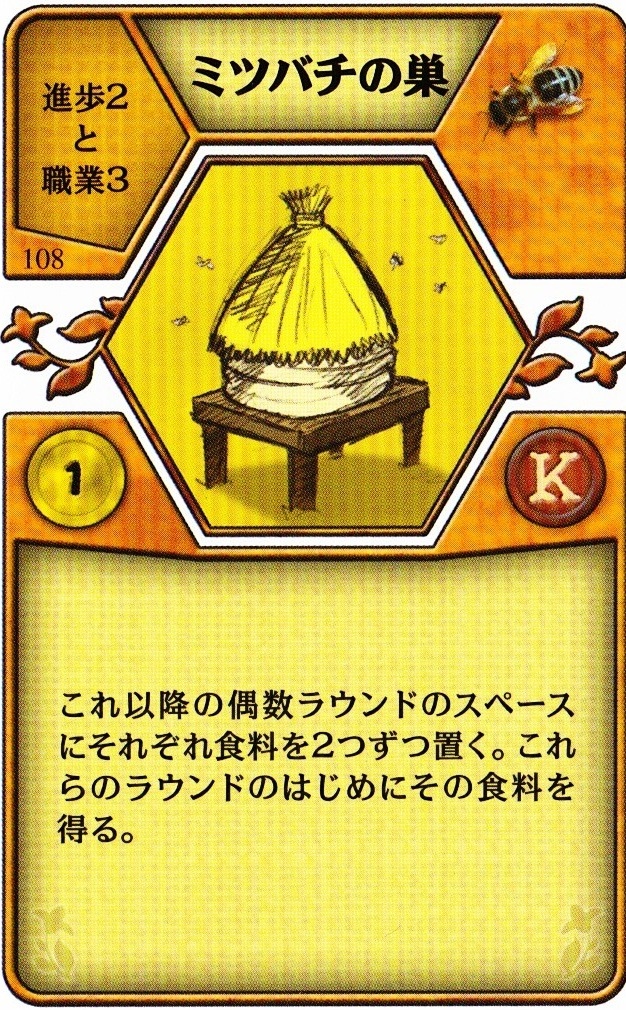 ミツバチの巣
進歩2
と
職業3
108
1
K
これ以降の偶数ラウンドのスペース
にそれぞれ食料を2つずつ置く。これ
らのラウンドのはじめにその食料を
得る。